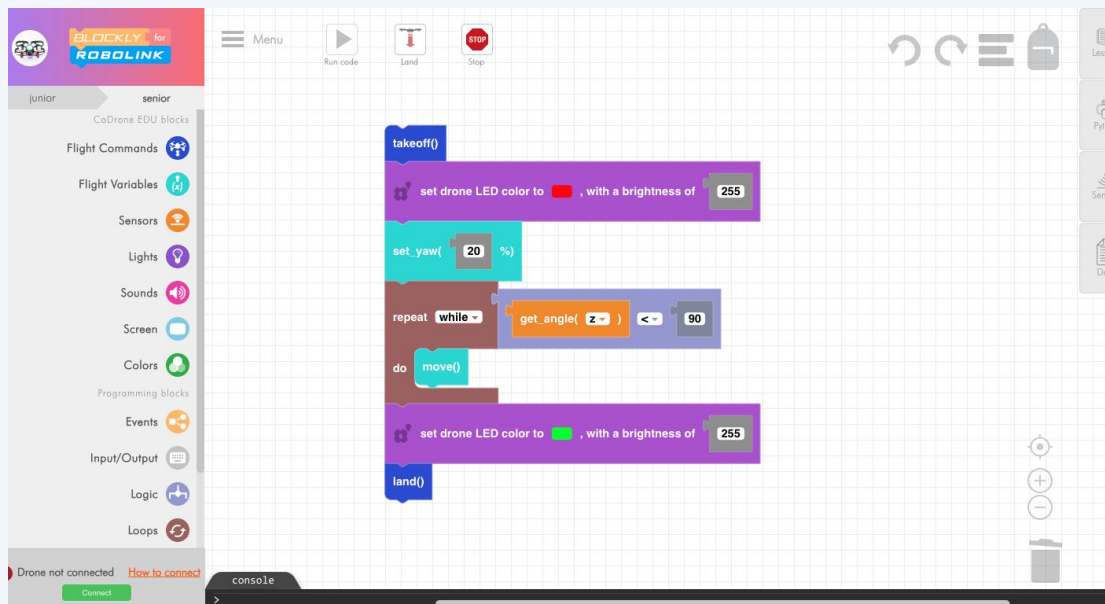 BLOCKLY for
ROBOLINK
Menu
Run code
Land
Stop
STOP
junior
senior
CoDrone EDU blocks
Flight Commands
Flight Variables
(x)
Sensors
Lights
Sounds
Screen
Colors
Programming blocks
Events
Input/Output
Logic
Loops
Drone not connected How to connect
Connect
takeoff()
set drone LED color to , with a brightness of 255
set_yaw( 20 %)
repeat while get_angle( z ) < 90
do move()
set drone LED color to , with a brightness of 255
land()
console
>